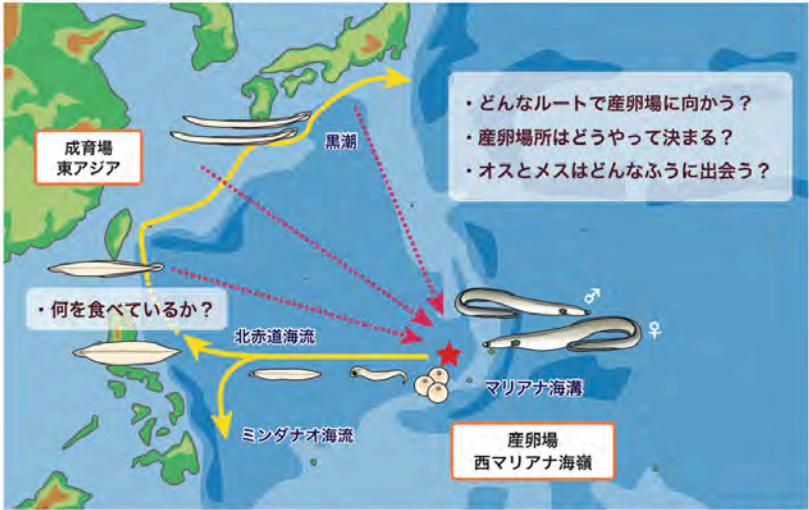 ・どんなルートで産卵場に向かう？
・産卵場所はどうやって決まる？
・オスとメスはどんなふうに出会う？
成育場
東アジア
黒潮
・何を食べているか？
♂
♀
北赤道海流
マリアナ海溝
ミンダナオ海流
産卵場
西マリアナ海嶺